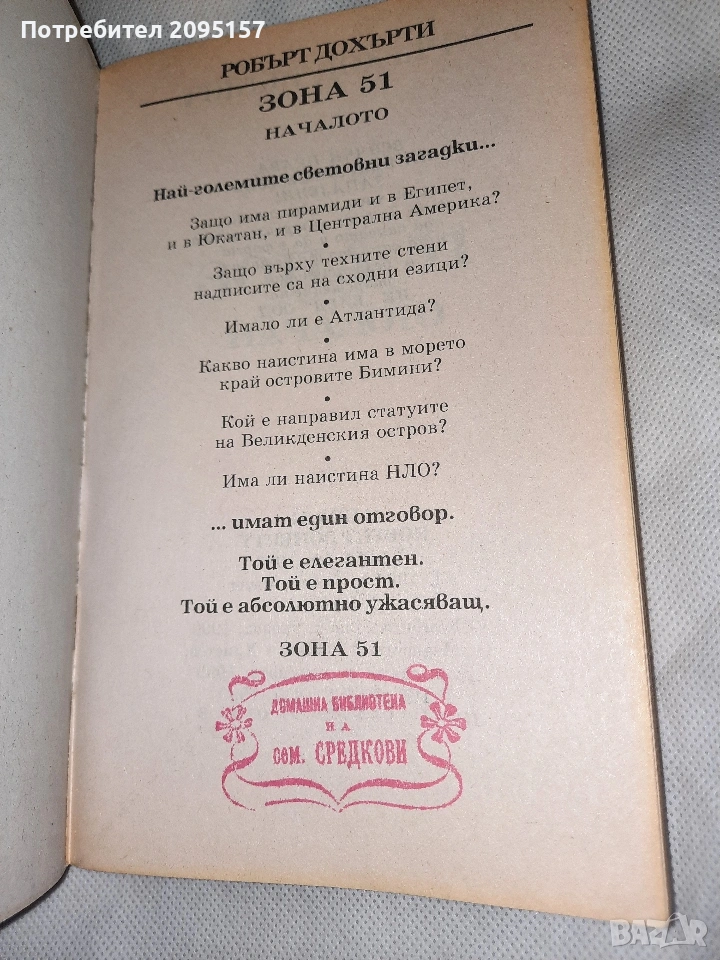 Потребител 2095157
РОБЪРТ ДОХЪРТИ
ЗОНА 51
НАЧАЛОТО
Най-големите световни загадки...
Защо има пирамиди и в Египет,
и в Юкатан, и в Централна Америка?
•
Защо върху техните стени
надписите са на сходни езици?
•
Имало ли е Атлантида?
•
Какво наистина има в морето
край островите Бимини?
•
Кой е направил статуите
на Великденския остров?
•
Има ли наистина НЛО?
... имат един отговор.
Той е елегантен.
Той е прост.
Той е абсолютно ужасяващ.
ЗОНА 51
ДОМАШНА БИБЛИОТЕКА
НА
сем. СРЕДКОВИ
BAZAR